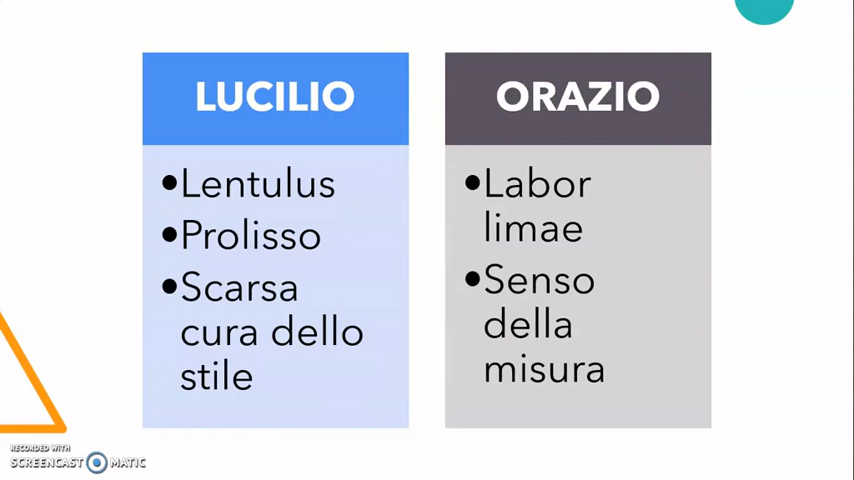 LUCILIO
•Lentulus
•Prolisso
•Scarsa
cura dello
stile
ORAZIO
•Labor
limae
•Senso
della
misura
RECORDED WITH
SCREENCAST MATIC